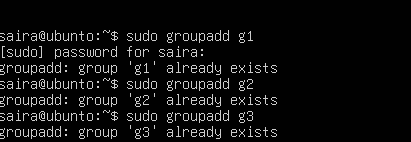 saira@ubunto:~$ sudo groupadd g1
[sudo] password for saira:
groupadd: group 'g1' already exists
saira@ubunto:~$ sudo groupadd g2
groupadd: group 'g2' already exists
saira@ubunto:~$ sudo groupadd g3
groupadd: group 'g3' already exists